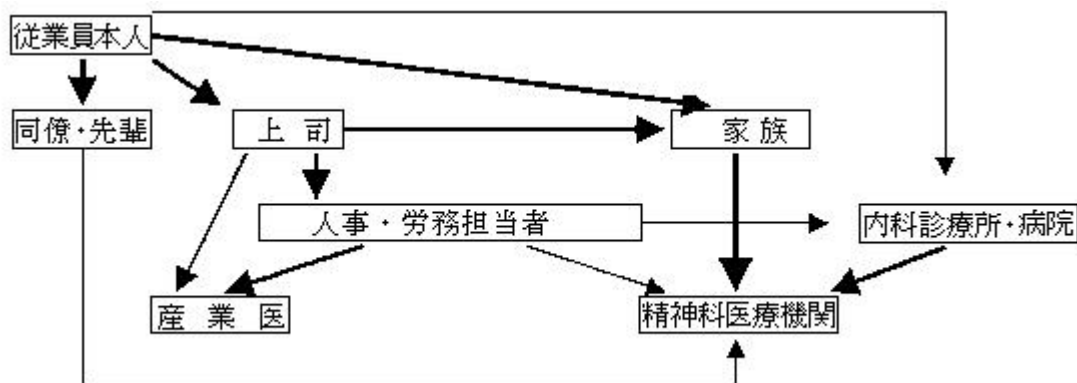 従業員本人
同僚・先輩
上司
家族
人事・労務担当者
内科診療所・病院
産業医
精神科医療機関